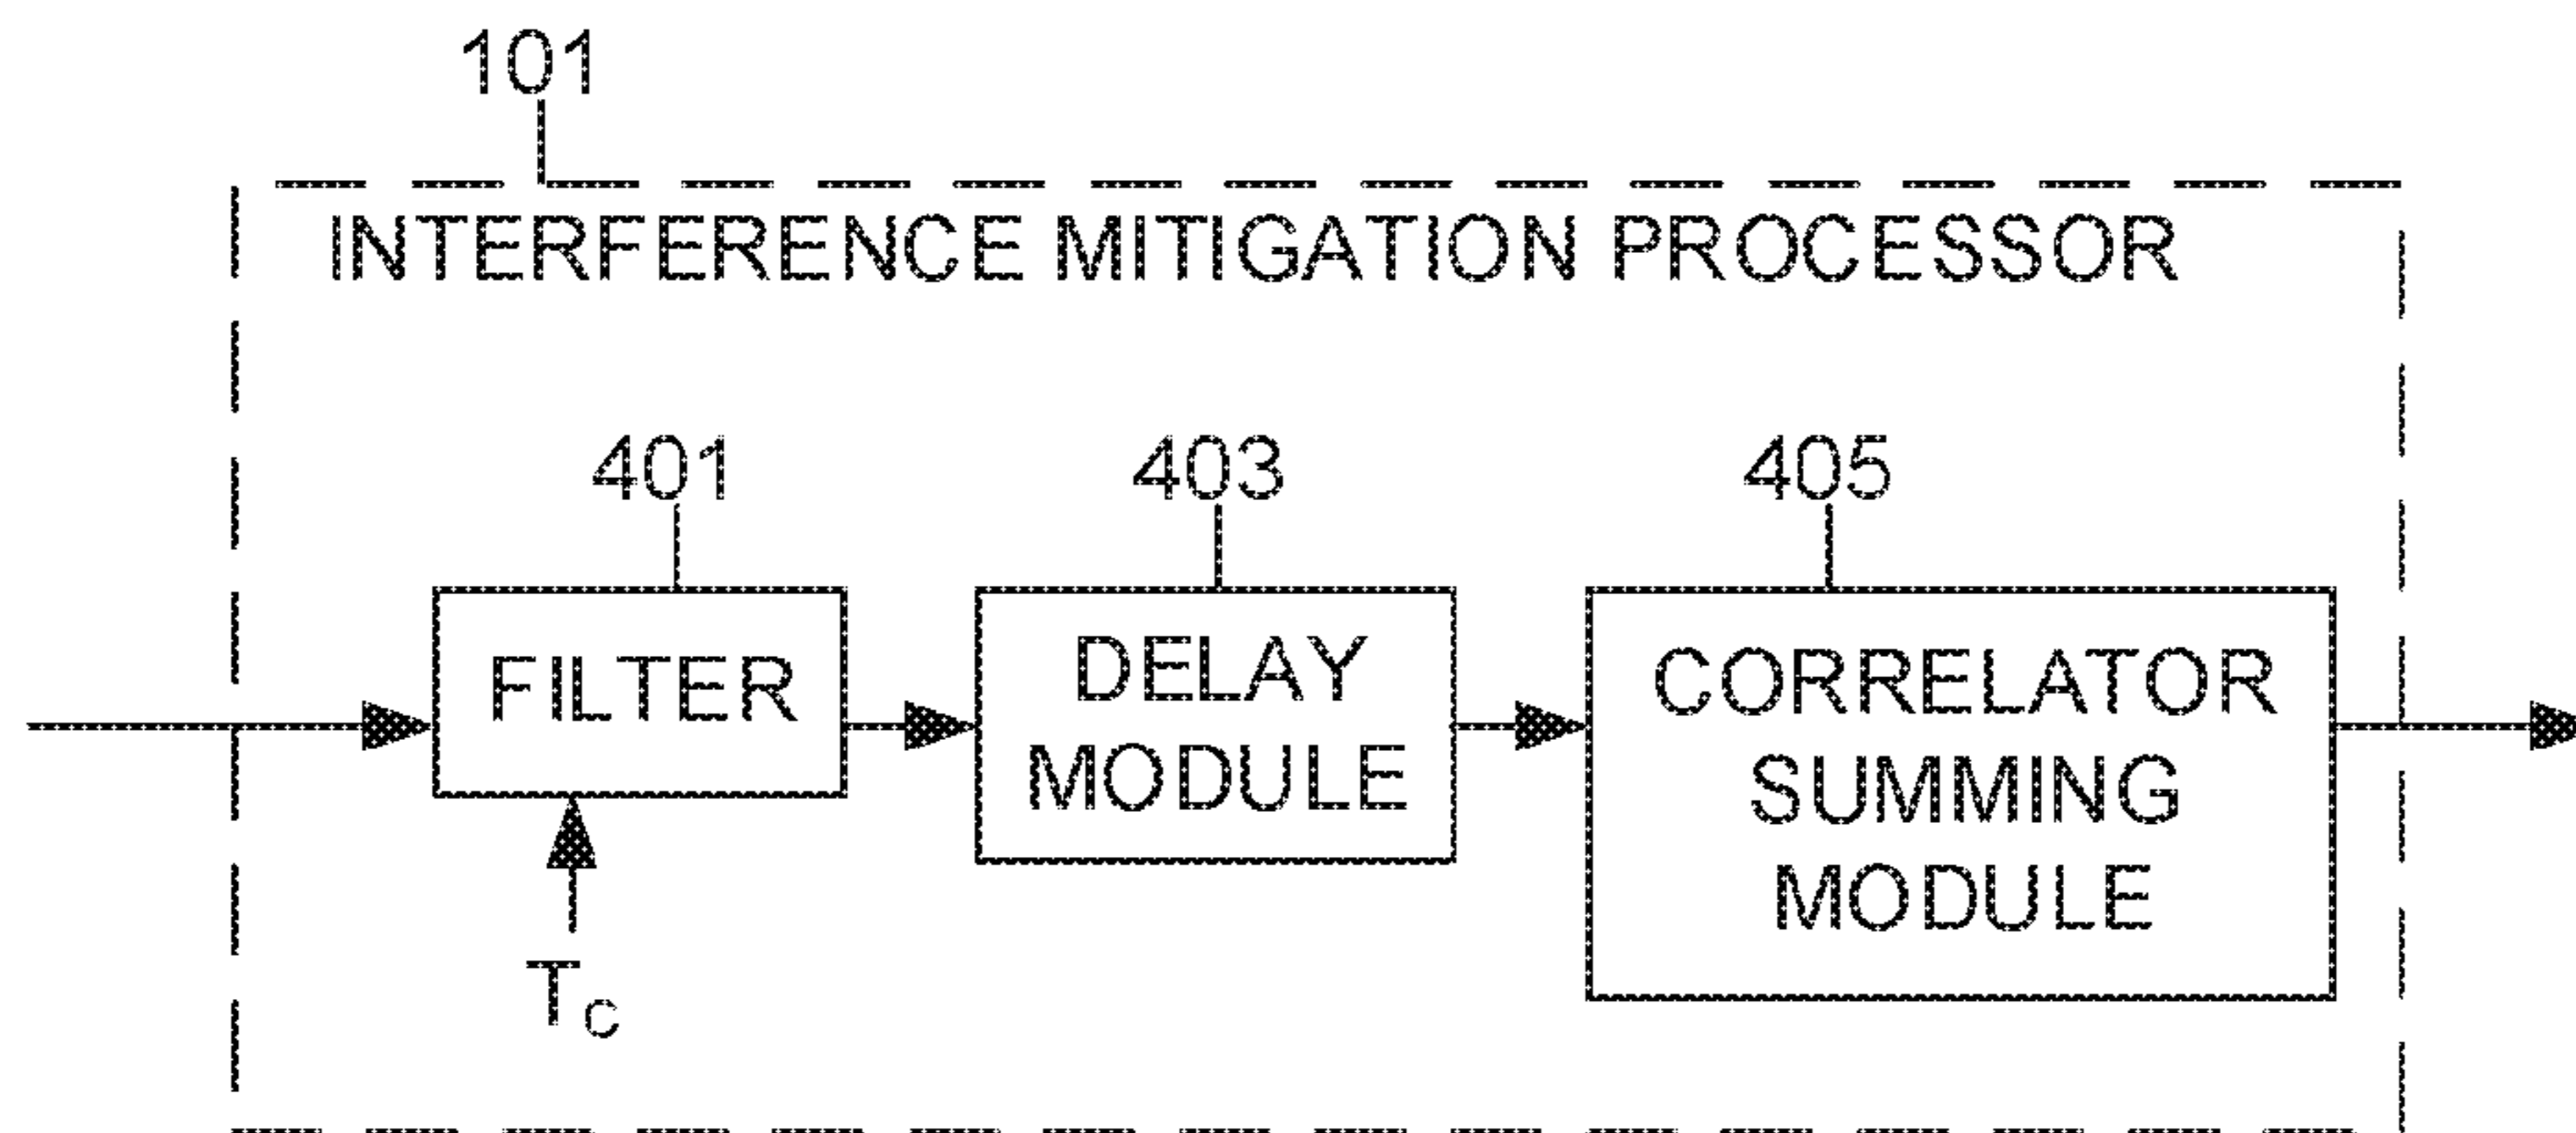 101
INTERFERENCE MITIGATION PROCESSOR
401
403
405
FILTER
DELAY
MODULE
CORRELATOR
SUMMING
MODULE
Tc